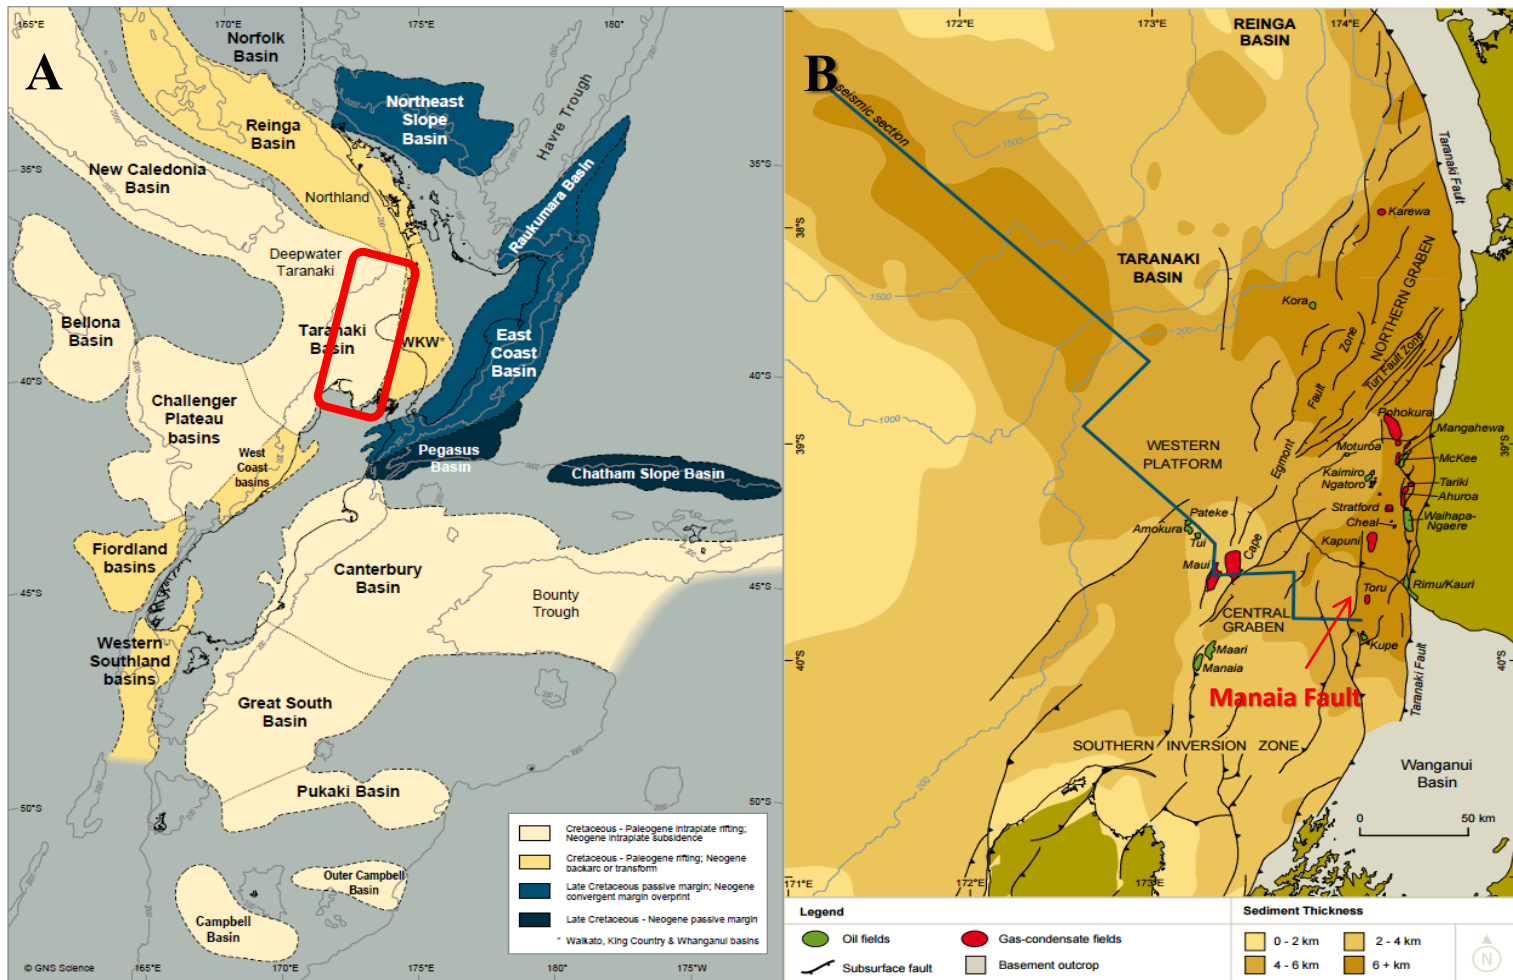 165°E
170°E
175°E
180°
A
Norfolk
Basin
Northeast
Slope
Basin
Havre Trough
Reinga
Basin
35°S
New Caledonia
Basin
Northland
Raukumara Basin
Deepwater
Taranaki
Bellona
Basin
Taranaki
Basin
WKW*
East
Coast
Basin
40°S
Challenger
Plateau
basins
West
Coast
basins
Pegasus
Basin
Chatham Slope Basin
Fiordland
basins
Canterbury
Basin
45°S
45°S
Bounty
Trough
Western
Southland
basins
Great South
Basin
Pukaki Basin
50°S
50°S
Outer Campbell
Basin
Campbell
Basin
Cretaceous - Paleogene intraplate rifting;
Neogene intraplate subsidence
Cretaceous - Paleogene rifting; Neogene
backarc or transform
Late Cretaceous passive margin; Neogene
convergent margin overprint
Late Cretaceous - Neogene passive margin
* Waikato, King Country & Whanganui basins
© GNS Science
165°E
170°E
175°E
180°
175°W
B
172°E
173°E
174°E
REINGA
BASIN
seismic section
1500
Taranaki Fault
35°S
38°S
Karewa
TARANAKI
BASIN
NORTHERN GRABEN
1500
Kora
200
Zone
Turi Fault Zone
40°S
Fault
1000
Pohokura
Mangahewa
39°S
39°S
WESTERN
PLATFORM
Egmont
Moturoa
McKee
Kaimiro
Ngatoro
Tariki
Ahuroa
Pateke
Stratford
Waihapa-
Ngaere
Amokura
Tui
Cheal
Cape
Kapuni
Maui
Toru
Rimu/Kauri
45°S
CENTRAL
GRABEN
Maari
Kupe
40°S
40°S
Manaia
Manaia Fault
Taranaki Fault
SOUTHERN INVERSION ZONE
200
Wanganui
Basin
50°S
0
50 km
171°E
172°E
173°E
Legend
Oil fields
Gas-condensate fields
Subsurface fault
Basement outcrop
Sediment Thickness
0 - 2 km
2 - 4 km
4 - 6 km
6 + km
N